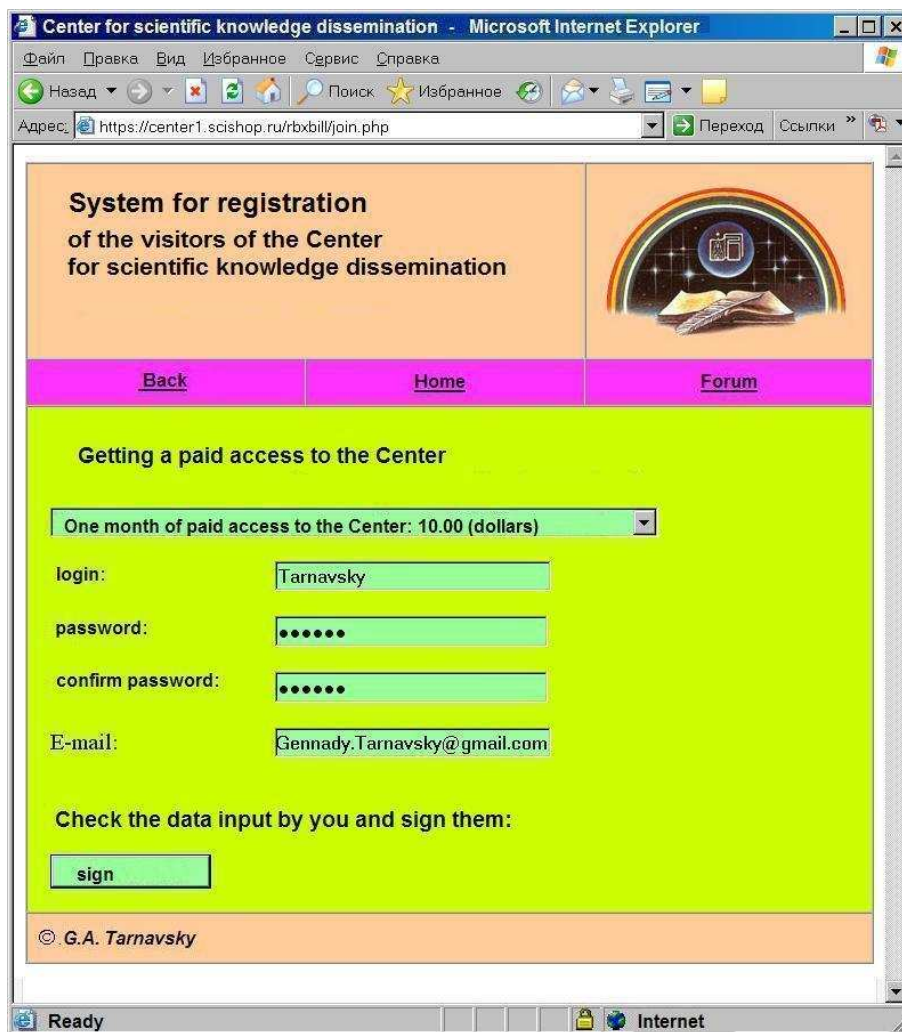 Center for scientific knowledge dissemination - Microsoft Internet Explorer
Файл Правка Вид Избранное Сервис Справка
Назад Поиск Избранное
Адрес: https://center1.scishop.ru/rbxbill/join.php Переход Ссылки »
System for registration
of the visitors of the Center
for scientific knowledge dissemination
Back Home Forum
Getting a paid access to the Center
One month of paid access to the Center: 10.00 (dollars)
login: Tarnavsky
password: ●●●●●●
confirm password: ●●●●●●
E-mail: Gennady.Tarnavsky@gmail.com
Check the data input by you and sign them:
sign
© G.A. Tarnavsky
Ready Internet